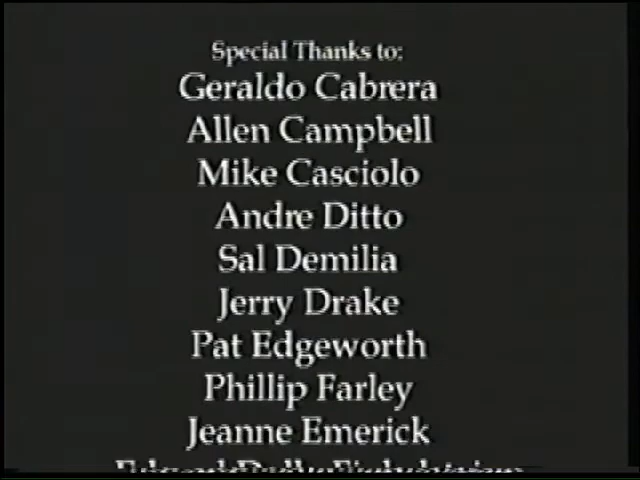 Special Thanks to:
Geraldo Cabrera
Allen Campbell
Mike Casciolo
Andre Ditto
Sal Demilia
Jerry Drake
Pat Edgeworth
Phillip Farley
Jeanne Emerick